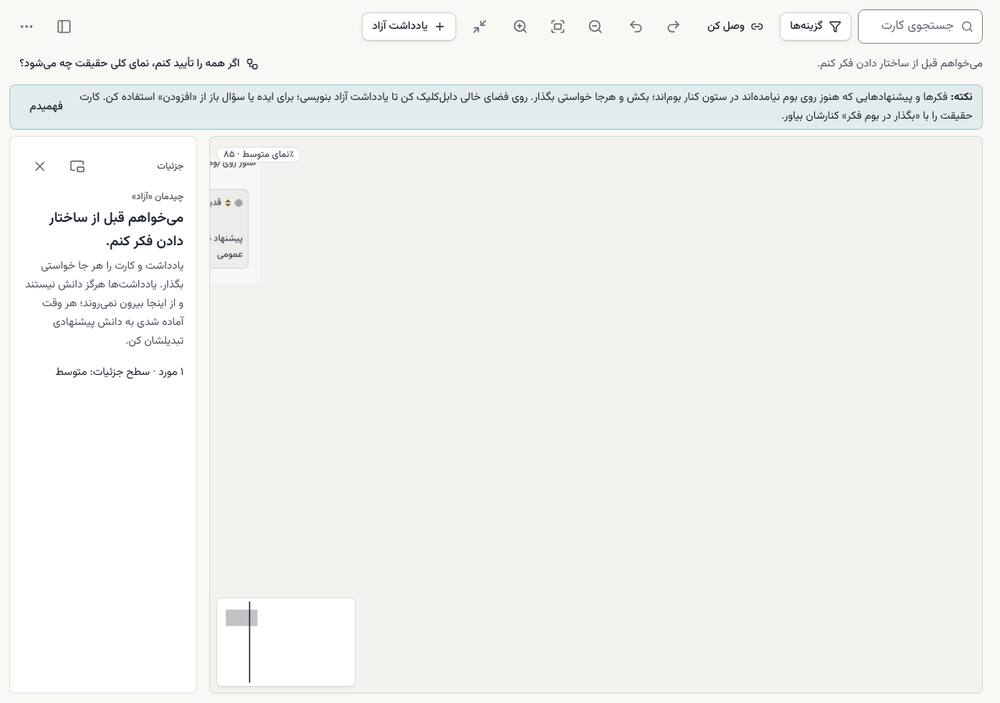 جستجوی کارت
گزینه‌ها
وصل کن
یادداشت آزاد
می‌خواهم قبل از ساختار دادن فکر کنم.
اگر همه را تأیید کنم، نمای کلی حقیقت چه می‌شود؟
نکته: فکرها و پیشنهادهایی که هنوز روی بوم نیامده‌اند در ستون کنار بوم‌اند؛ بکش و هرجا خواستی بگذار. روی فضای خالی دابل‌کلیک کن تا یادداشت آزاد بنویسی؛ برای ایده یا سؤال باز از «افزودن» استفاده کن. کارت
حقیقت را با «بگذار در بوم فکر» کنارشان بیاور.
فهمیدم
نمای متوسط · ۸۵٪
هنوز روی بوم
پیشنهاد
عمومی
جزئیات
چیدمان «آزاد»
می‌خواهم قبل از ساختار
دادن فکر کنم.
یادداشت و کارت را هر جا خواستی
بگذار. یادداشت‌ها هرگز دانش نیستند
و از اینجا بیرون نمی‌روند؛ هر وقت
آماده شدی به دانش پیشنهادی
تبدیلشان کن.
۱ مورد · سطح جزئیات: متوسط